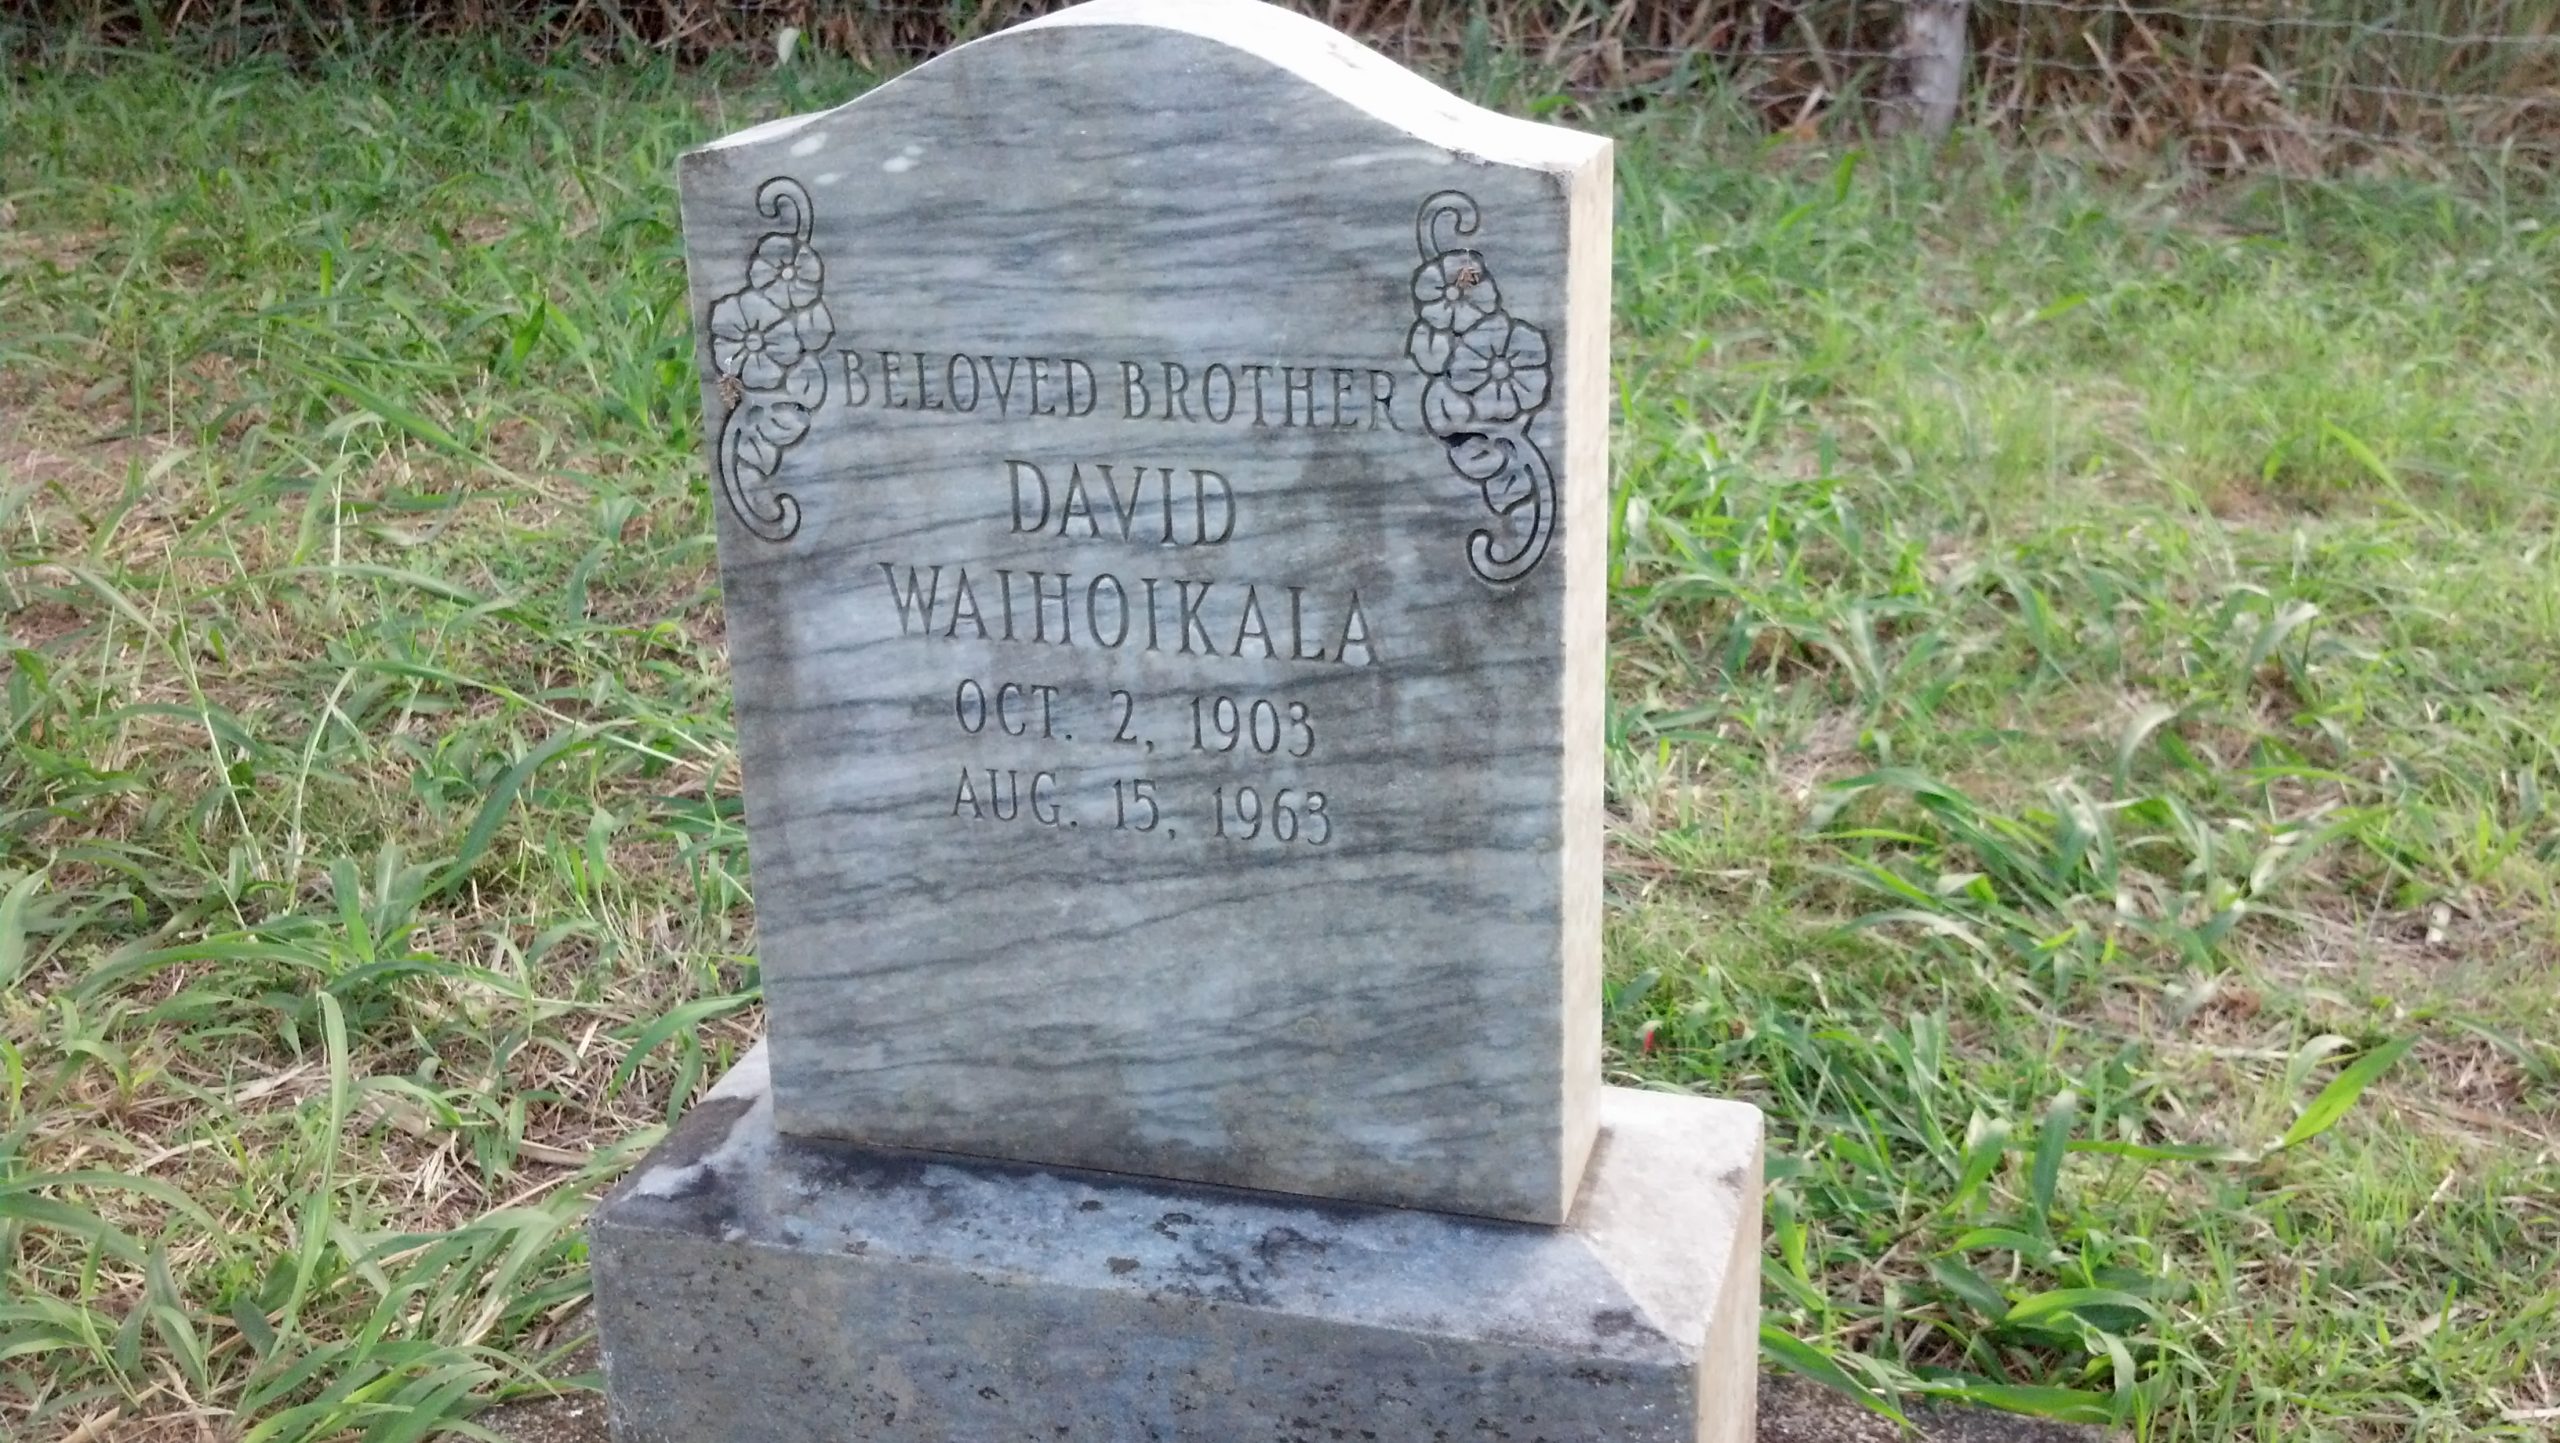 BELOVED BROTHER
DAVID
WAIHOIKALA
OCT. 2, 1903
AUG. 15, 1963